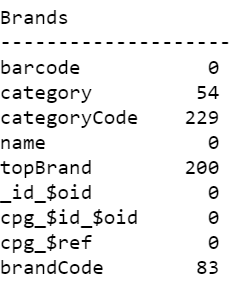 Brands
--------------------
barcode 0
category 54
categoryCode 229
name 0
topBrand 200
_id_$oid 0
cpg_$id_$oid 0
cpg_$ref 0
brandCode 83